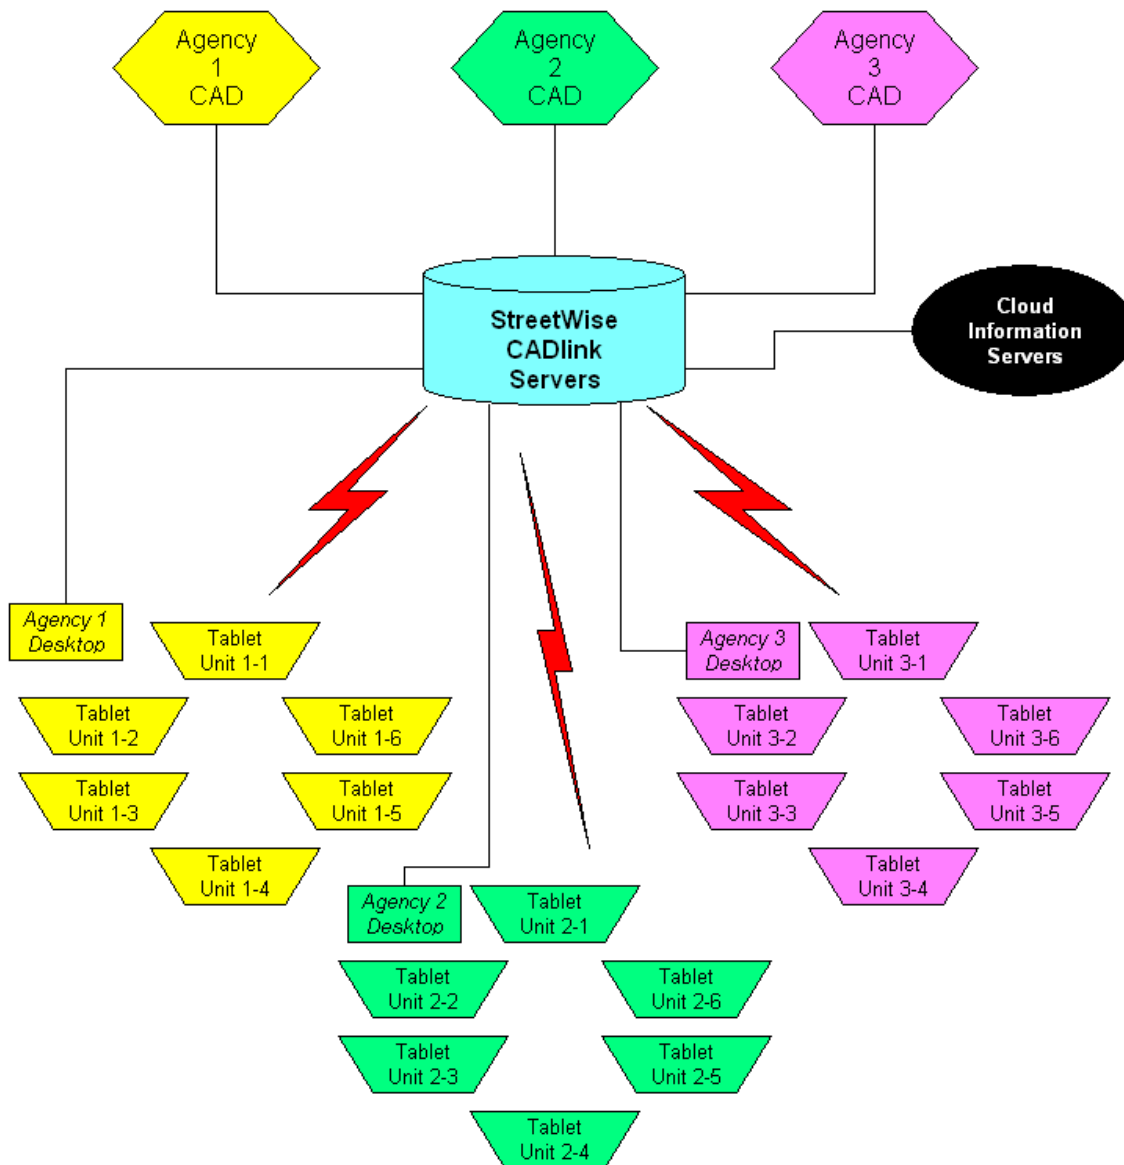 Agency
1
CAD
Agency
2
CAD
Agency
3
CAD
StreetWise
CADlink
Servers
Cloud
Information
Servers
Agency 1
Desktop
Tablet
Unit 1-1
Tablet
Unit 1-2
Tablet
Unit 1-6
Tablet
Unit 1-3
Tablet
Unit 1-5
Tablet
Unit 1-4
Agency 3
Desktop
Tablet
Unit 3-1
Tablet
Unit 3-2
Tablet
Unit 3-6
Tablet
Unit 3-3
Tablet
Unit 3-5
Tablet
Unit 3-4
Agency 2
Desktop
Tablet
Unit 2-1
Tablet
Unit 2-2
Tablet
Unit 2-6
Tablet
Unit 2-3
Tablet
Unit 2-5
Tablet
Unit 2-4